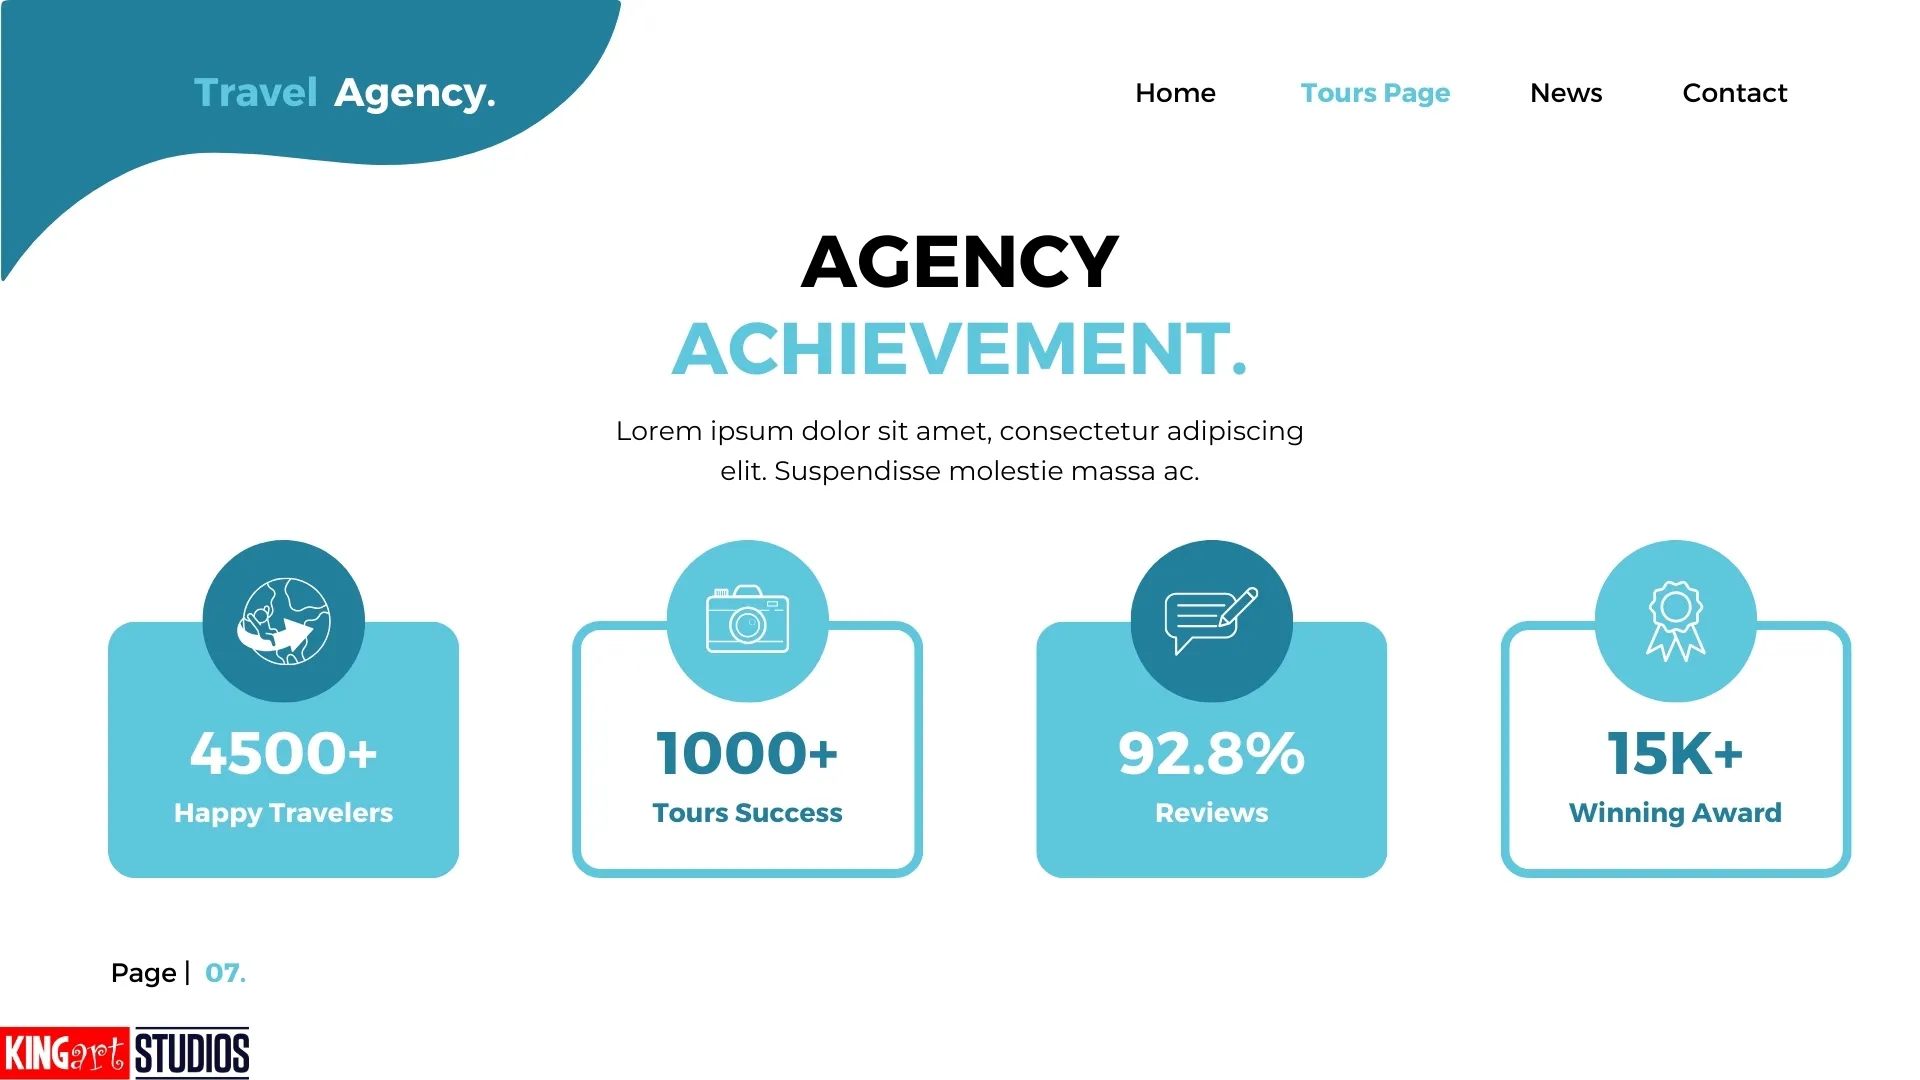 Travel Agency.
Home Tours Page News Contact
AGENCY
ACHIEVEMENT.
Lorem ipsum dolor sit amet, consectetur adipiscing
elit. Suspendisse molestie massa ac.
4500+
Happy Travelers
1000+
Tours Success
92.8%
Reviews
15K+
Winning Award
Page | 07.
KINGart STUDIOS